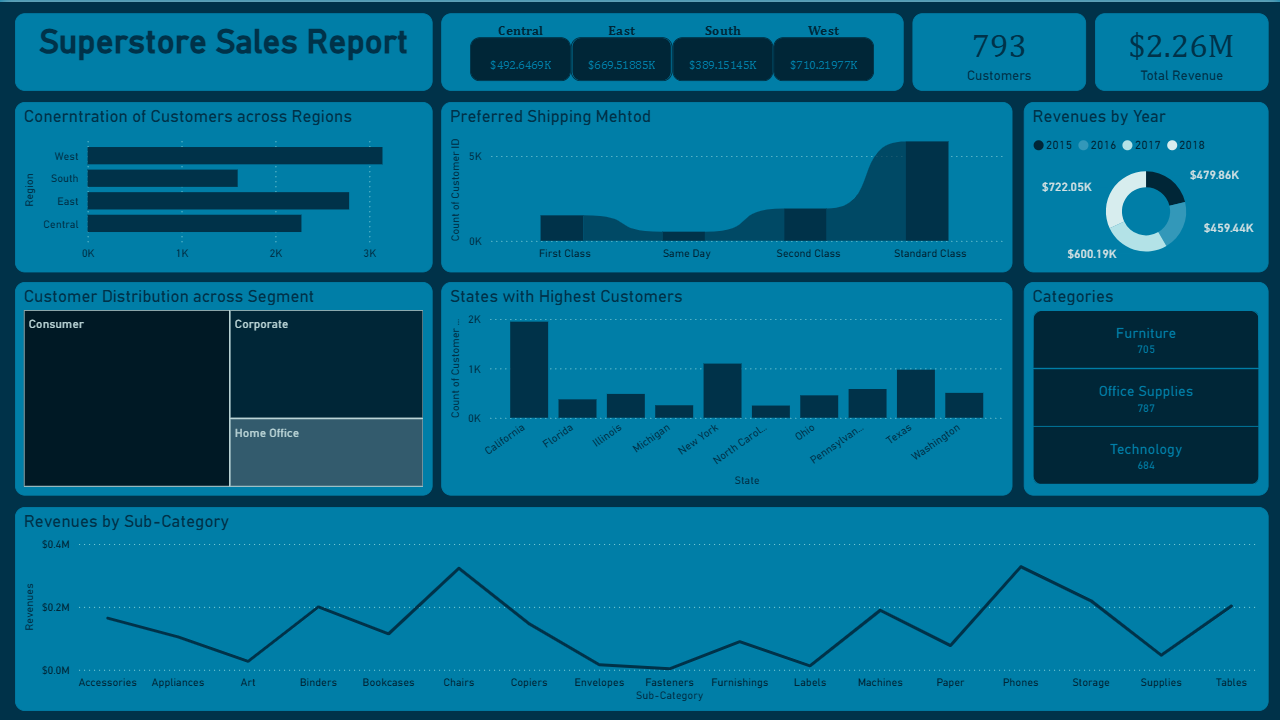 Superstore Sales Report
Central East South West
$492.6469K $669.51885K $389.15145K $710.21977K
793
Customers
$2.26M
Total Revenue
Conerntration of Customers across Regions
Region
West
South
East
Central
0K 1K 2K 3K
Preferred Shipping Mehtod
Count of Customer ID
5K
0K
First Class Same Day Second Class Standard Class
Revenues by Year
2015 2016 2017 2018
$722.05K
$479.86K
$459.44K
$600.19K
Customer Distribution across Segment
Consumer
Corporate
Home Office
States with Highest Customers
Count of Customer ...
2K
1K
0K
California Florida Illinois Michigan New York North Carol... Ohio Pennsylvan... Texas Washington
State
Categories
Furniture
705
Office Supplies
787
Technology
684
Revenues by Sub-Category
Revenues
$0.4M
$0.2M
$0.0M
Accessories Appliances Art Binders Bookcases Chairs Copiers Envelopes Fasteners Furnishings Labels Machines Paper Phones Storage Supplies Tables
Sub-Category